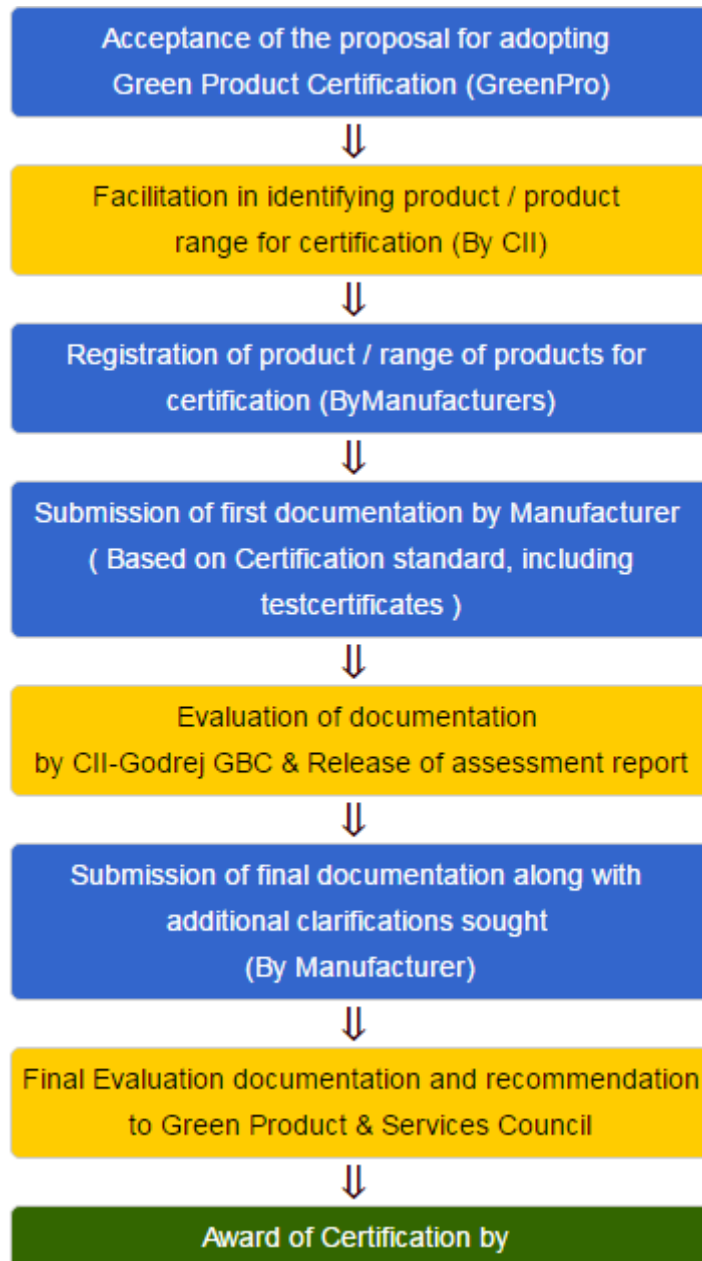 Acceptance of the proposal for adopting
Green Product Certification (GreenPro)
⇓
Facilitation in identifying product / product
range for certification (By CII)
⇓
Registration of product / range of products for
certification (ByManufacturers)
⇓
Submission of first documentation by Manufacturer
( Based on Certification standard, including
testcertificates )
⇓
Evaluation of documentation
by CII-Godrej GBC & Release of assessment report
⇓
Submission of final documentation along with
additional clarifications sought
(By Manufacturer)
⇓
Final Evaluation documentation and recommendation
to Green Product & Services Council
⇓
Award of Certification by